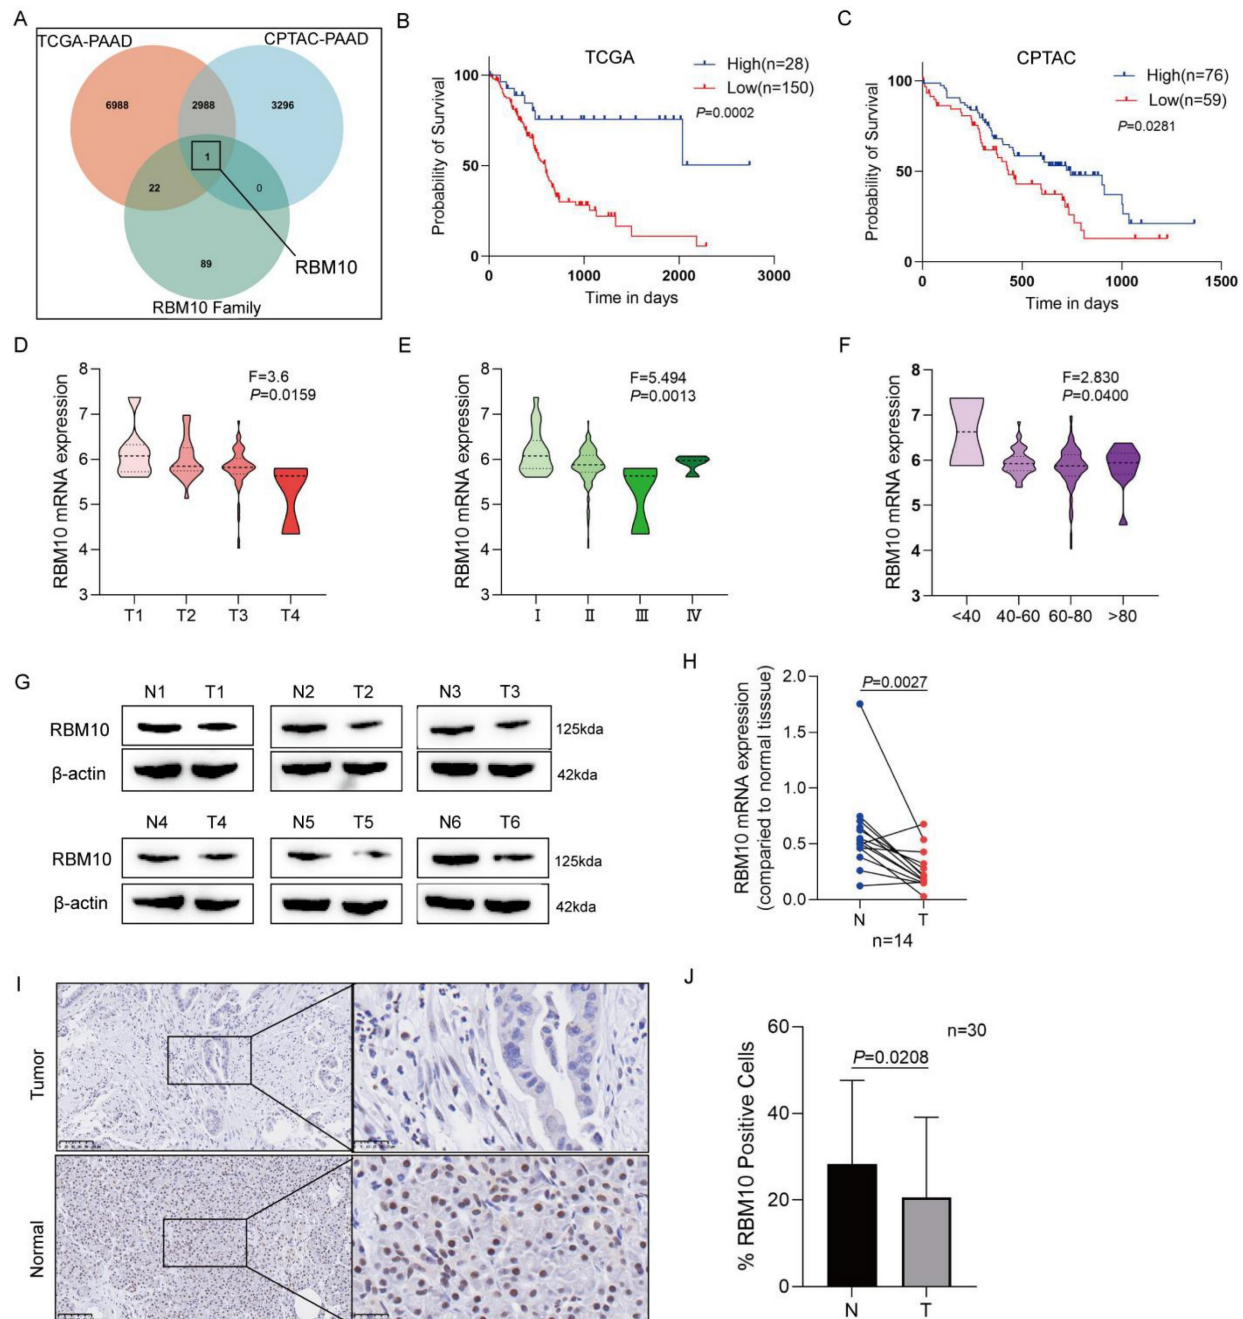 A
TCGA-PAAD
CPTAC-PAAD
6988
2988
3296
1
22
0
89
RBM10
RBM10 Family
B
TCGA
High(n=28)
Low(n=150)
P=0.0002
Probability of Survival
100
50
0
0
1000
2000
3000
Time in days
C
CPTAC
High(n=76)
Low(n=59)
P=0.0281
Probability of Survival
100
50
0
0
500
1000
1500
Time in days
D
RBM10 mRNA expression
8
7
6
5
4
3
F=3.6
P=0.0159
T1
T2
T3
T4
E
RBM10 mRNA expression
8
7
6
5
4
3
F=5.494
P=0.0013
Ⅰ
Ⅱ
Ⅲ
Ⅳ
F
RBM10 mRNA expression
8
7
6
5
4
3
F=2.830
P=0.0400
<40
40-60
60-80
>80
G
N1 T1
N2 T2
N3 T3
RBM10
125kda
β-actin
42kda
N4 T4
N5 T5
N6 T6
RBM10
125kda
β-actin
42kda
H
RBM10 mRNA expression
(comparied to normal tisssue)
2.0
1.5
1.0
0.5
0.0
P=0.0027
N
T
n=14
I
Tumor
Normal
J
% RBM10 Positive Cells
60
40
20
0
n=30
P=0.0208
N
T